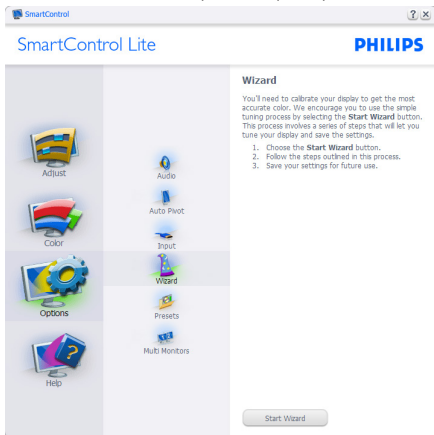 SmartControl
SmartControl Lite
PHILIPS
Adjust
Color
Options
Help
Audio
Auto Pivot
Input
Wizard
Presets
Multi Monitors
Wizard
You'll need to calibrate your display to get the most
accurate color. We encourage you to use the simple
tuning process by selecting the Start Wizard button.
This process involves a series of steps that will let you
tune your display and save the settings.
1. Choose the Start Wizard button.
2. Follow the steps outlined in this process.
3. Save your settings for future use.
Start Wizard